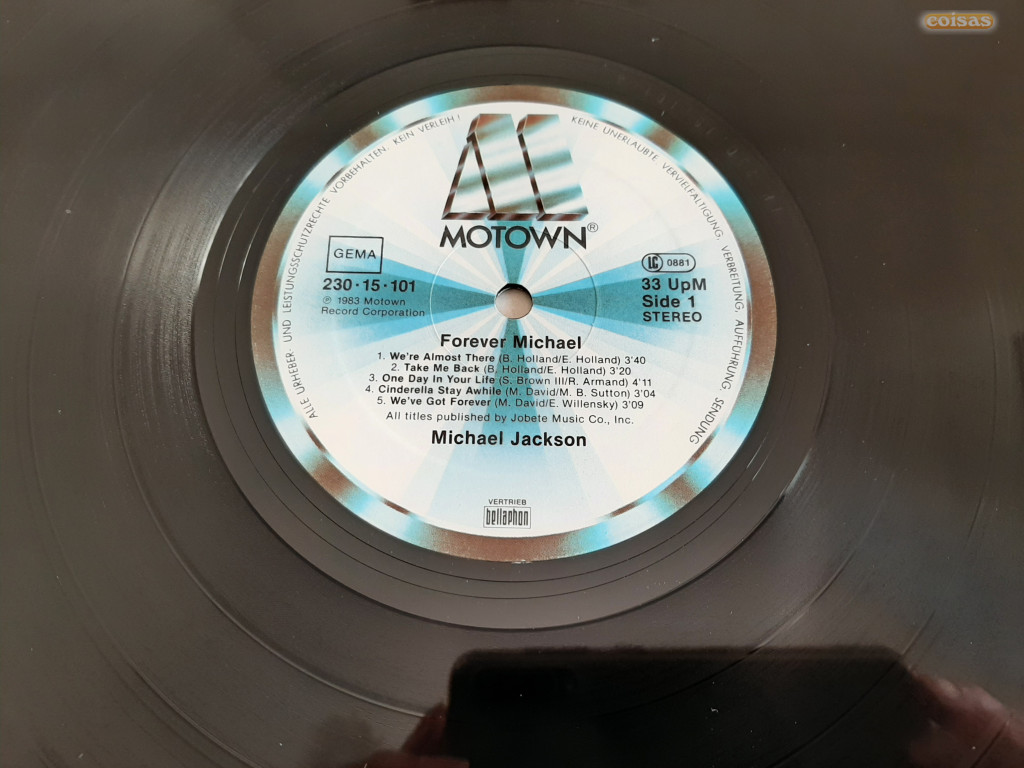 coisas
ALLE URHEBER. UND LEISTUNGSSCHUTZRECHTE VORBEHALTEN. KEIN VERLEIH! KEINE UNERLAUBTE VERVIELFÄLTIGUNG, VERBREITUNG, AUFFÜHRUNG, SENDUNG
MOTOWN®
GEMA
LC 0881
230·15·101
33 UpM
℗ 1983 Motown
Side 1
Record Corporation
STEREO
Forever Michael
1. We're Almost There (B. Holland/E. Holland) 3'40
2. Take Me Back (B. Holland/E. Holland) 3'20
3. One Day In Your Life (S. Brown III/R. Armand) 4'11
4. Cinderella Stay Awhile (M. David/M. B. Sutton) 3'04
5. We've Got Forever (M. David/E. Willensky) 3'09
All titles published by Jobete Music Co., Inc.
Michael Jackson
VERTRIEB
bellaphon